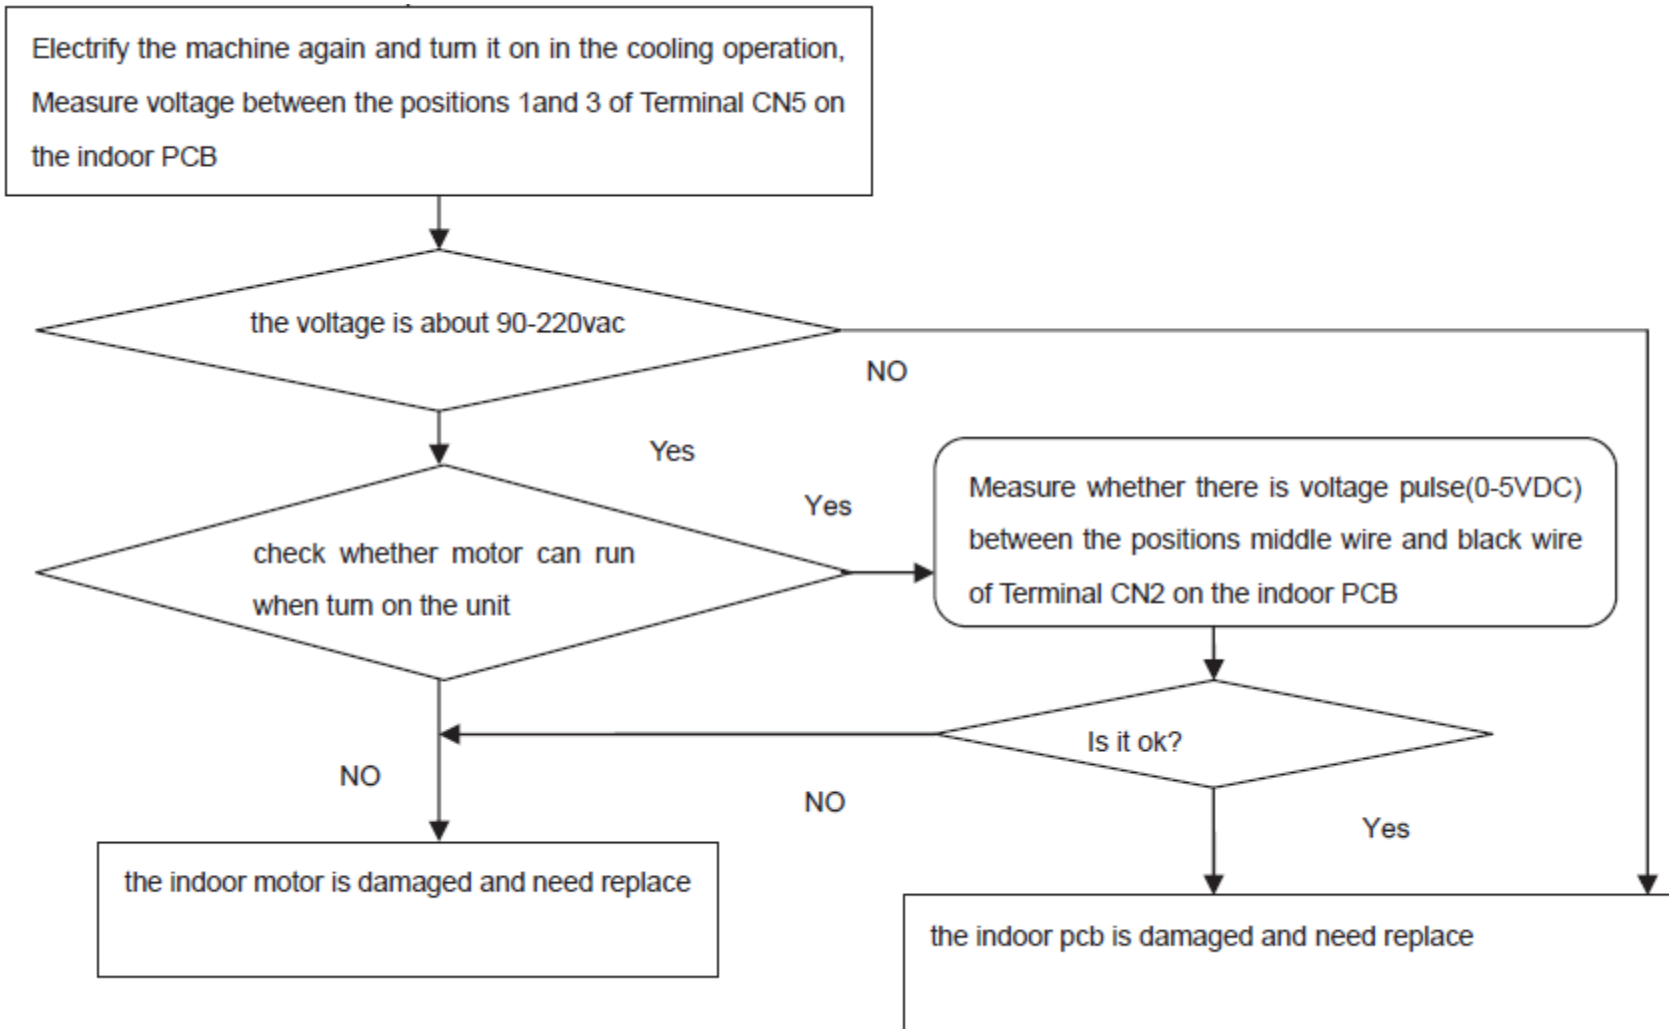 Electrify the machine again and turn it on in the cooling operation,
Measure voltage between the positions 1and 3 of Terminal CN5 on
the indoor PCB
the voltage is about 90-220vac
NO
Yes
Yes
Measure whether there is voltage pulse(0-5VDC)
between the positions middle wire and black wire
of Terminal CN2 on the indoor PCB
check whether motor can run
when turn on the unit
Is it ok?
NO
NO
Yes
the indoor motor is damaged and need replace
the indoor pcb is damaged and need replace